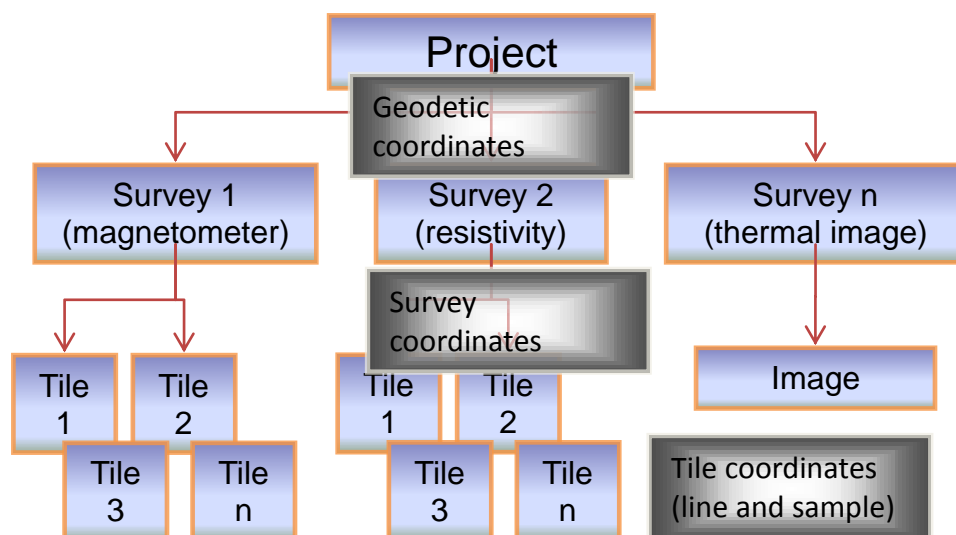 Project
Geodetic
coordinates
Survey 1
(magnetometer)
Survey 2
(resistivity)
Survey n
(thermal image)
Survey
coordinates
Tile
1
Tile
2
Tile
3
Tile
n
Tile
1
Tile
2
Tile
3
Tile
n
Image
Tile coordinates
(line and sample)